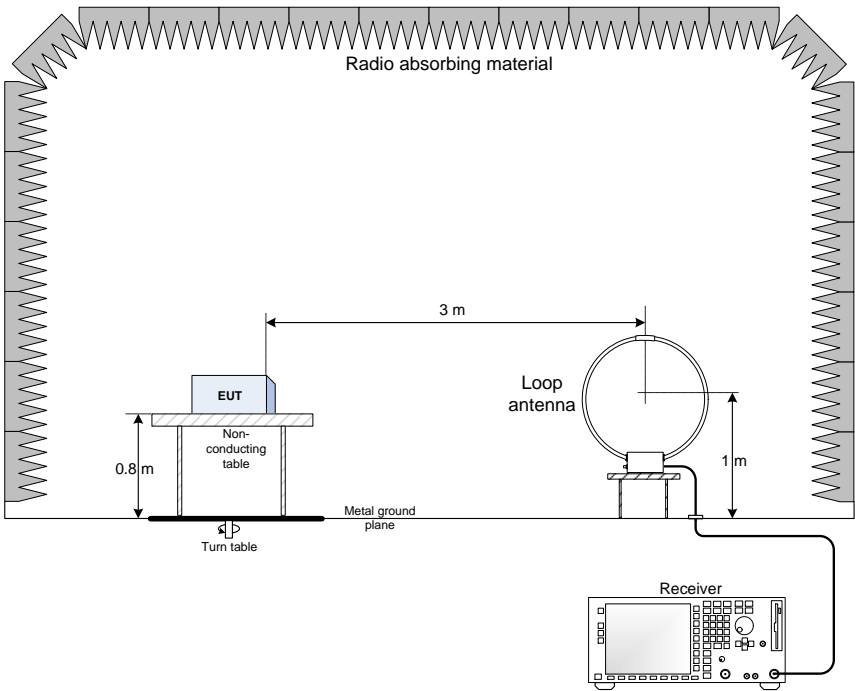 Radio absorbing material
3 m
EUT
Loop
antenna
Non-
conducting
table
0.8 m
1 m
Metal ground
plane
Turn table
Receiver